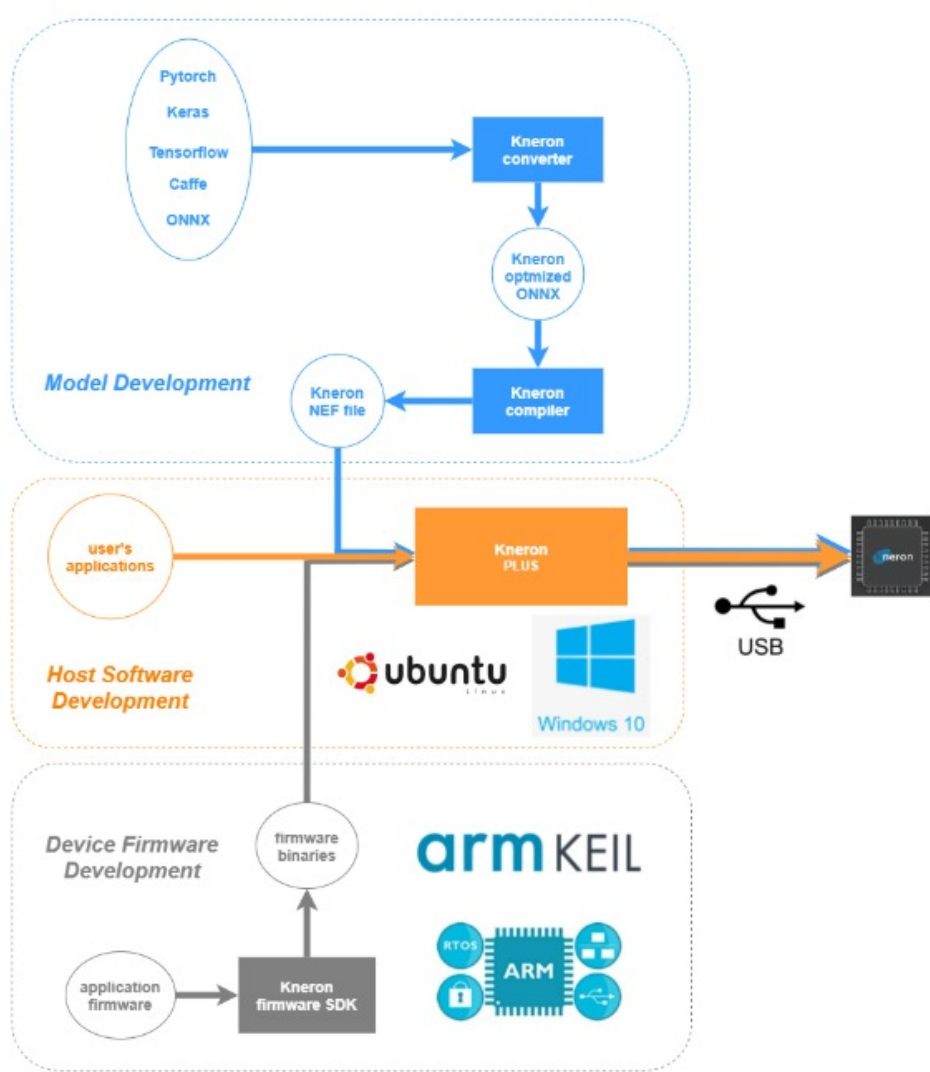 Pytorch
Keras
Tensorflow
Caffe
ONNX
Kneron
converter
Kneron
optmized
ONNX
Model Development
Kneron
NEF file
Kneron
compiler
user's
applications
Kneron
PLUS
neron
USB
Host Software
Development
ubuntu
Linux
Windows 10
Device Firmware
Development
firmware
binaries
arm KEIL
RTOS
ARM
application
firmware
Kneron
firmware SDK